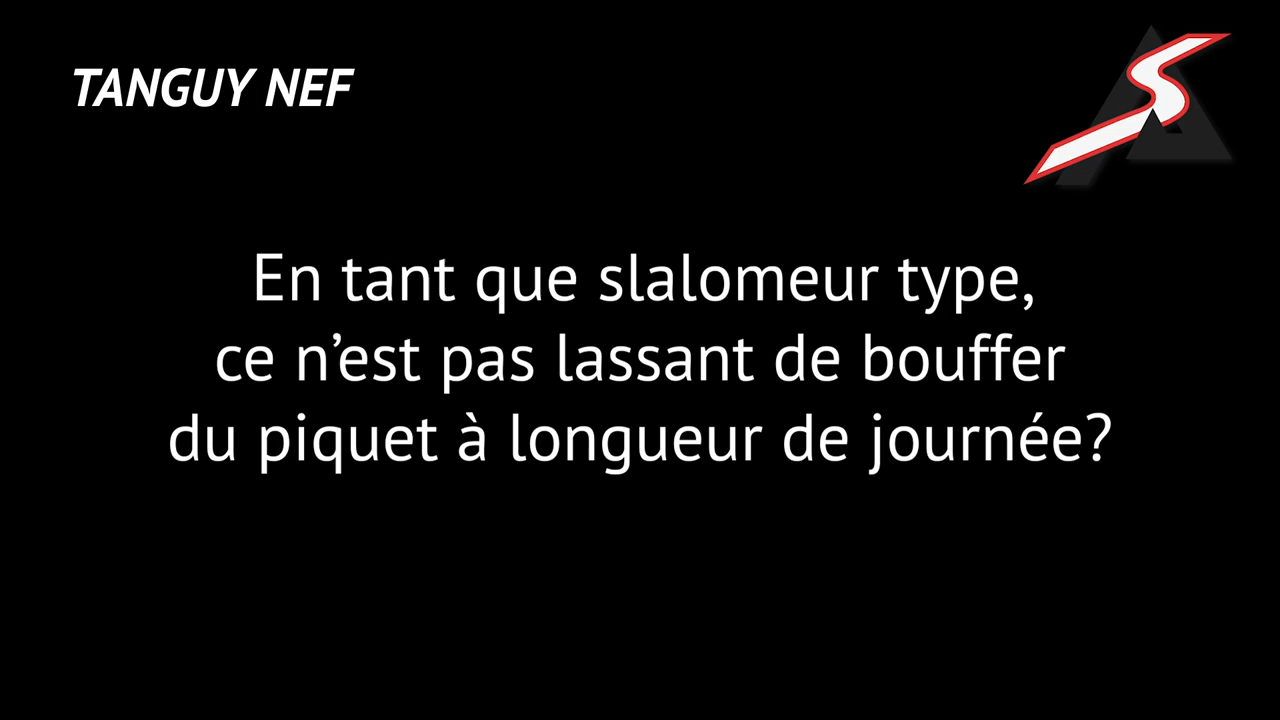 TANGUY NEF
En tant que slalomeur type,
ce n’est pas lassant de bouffer
du piquet à longueur de journée?